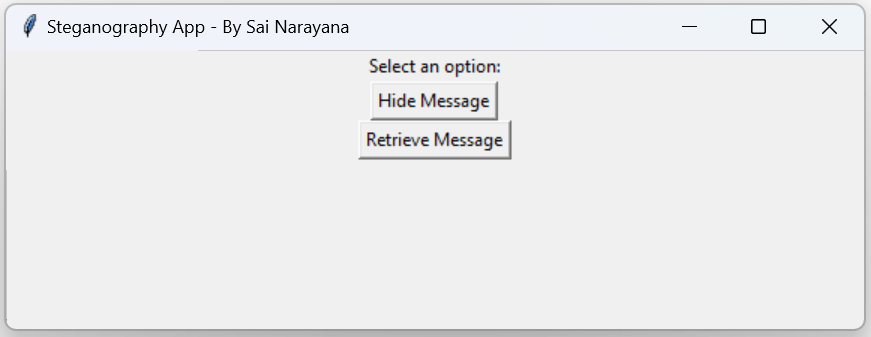 Steganography App - By Sai Narayana
Select an option:
Hide Message
Retrieve Message